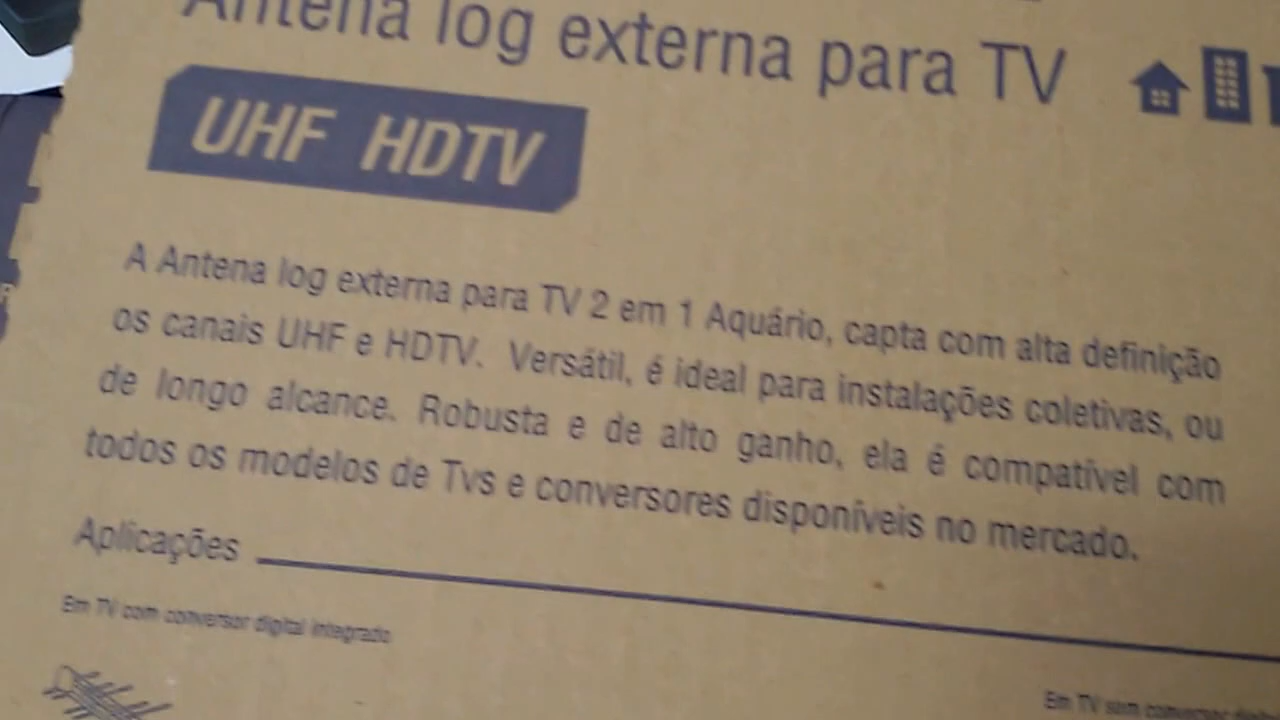 Antena log externa para TV
UHF HDTV
A Antena log externa para TV 2 em 1 Aquário, capta com alta definição
os canais UHF e HDTV. Versátil, é ideal para instalações coletivas, ou
de longo alcance. Robusta e de alto ganho, ela é compatível com
todos os modelos de Tvs e conversores disponíveis no mercado.
Aplicações
Em TV com conversor digital integrado
Em TV sem conversor